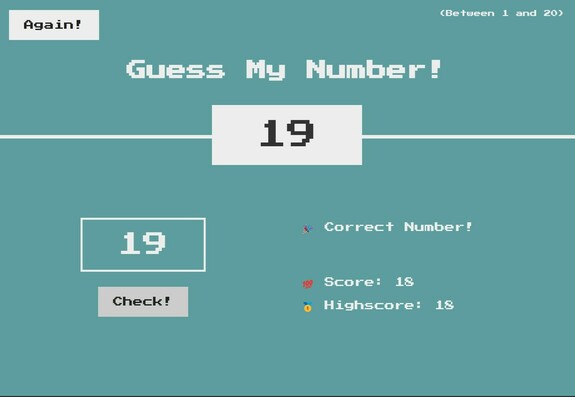 Again!
(Between 1 and 20)
Guess My Number!
19
19
Correct Number!
Check!
Score: 18
Highscore: 18